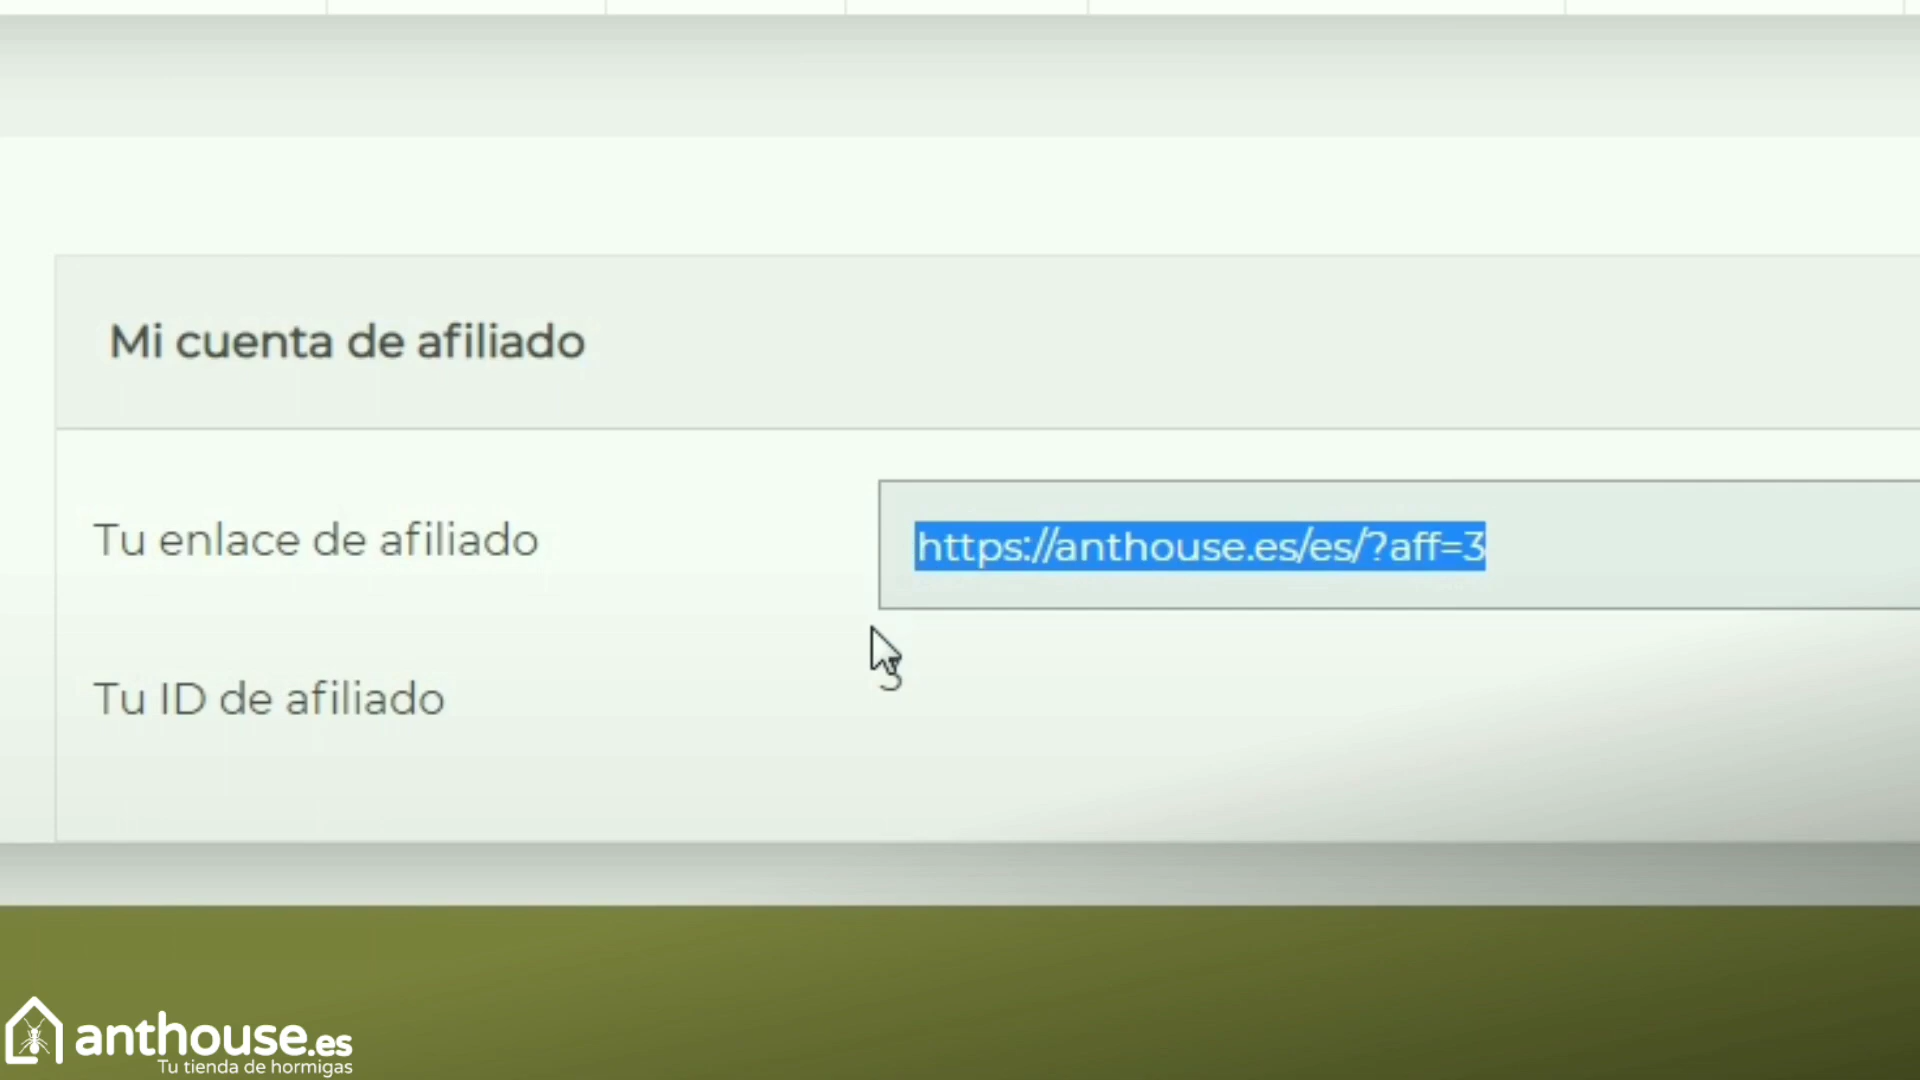 Mi cuenta de afiliado
Tu enlace de afiliado
https://anthouse.es/es/?aff=3
Tu ID de afiliado
3
anthouse.es
Tu tienda de hormigas